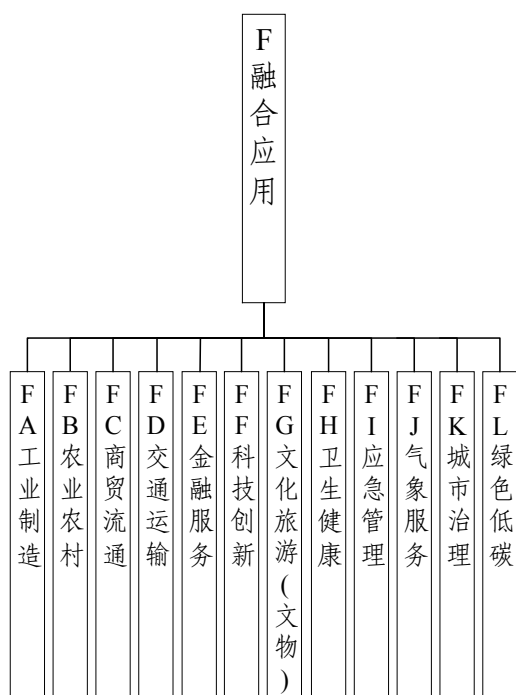 F融合应用
FA工业制造
FB农业农村
FC商贸流通
FD交通运输
FE金融服务
FF科技创新
FG文化旅游(文物)
FH卫生健康
FI应急管理
FJ气象服务
FK城市治理
FL绿色低碳